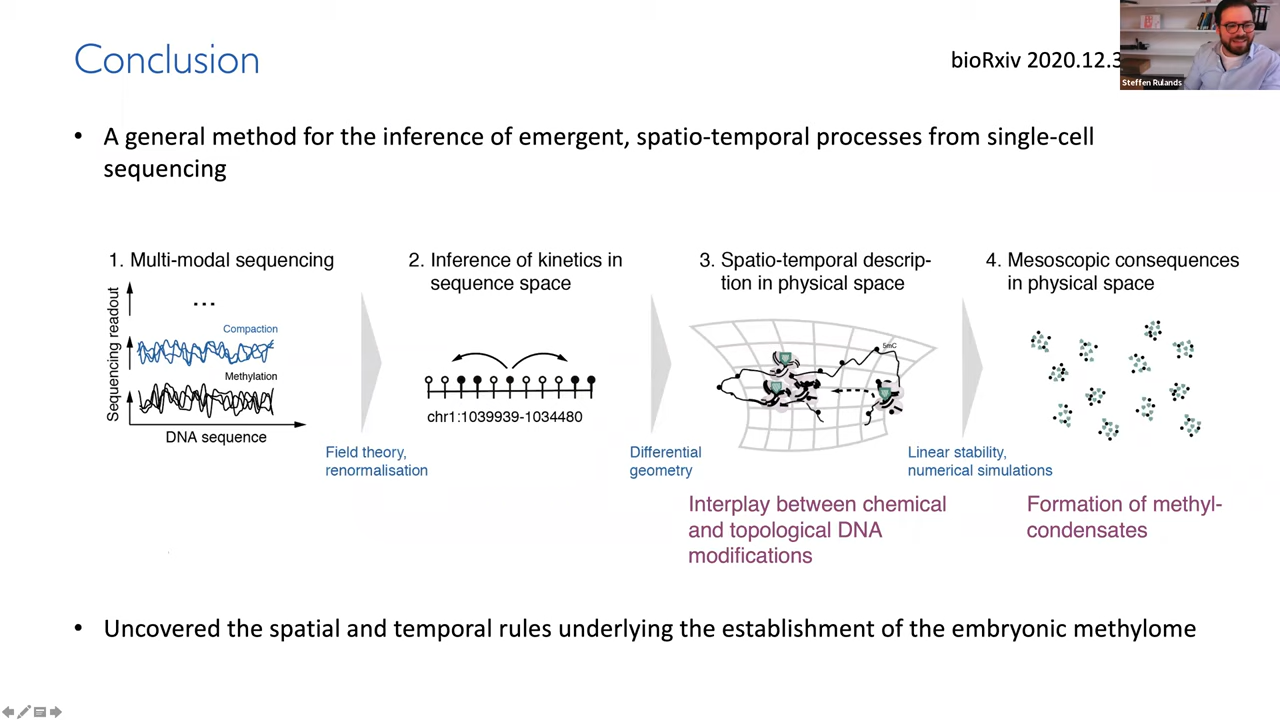 Conclusion
bioRxiv 2020.12.3
Steffen Rulands
• A general method for the inference of emergent, spatio-temporal processes from single-cell
sequencing
1. Multi-modal sequencing
Sequencing readout
...
Compaction
Methylation
DNA sequence
Field theory,
renormalisation
2. Inference of kinetics in
sequence space
chr1:1039939-1034480
Differential
geometry
3. Spatio-temporal descrip-
tion in physical space
5mC
Linear stability,
numerical simulations
Interplay between chemical
and topological DNA
modifications
4. Mesoscopic consequences
in physical space
Formation of methyl-
condensates
• Uncovered the spatial and temporal rules underlying the establishment of the embryonic methylome